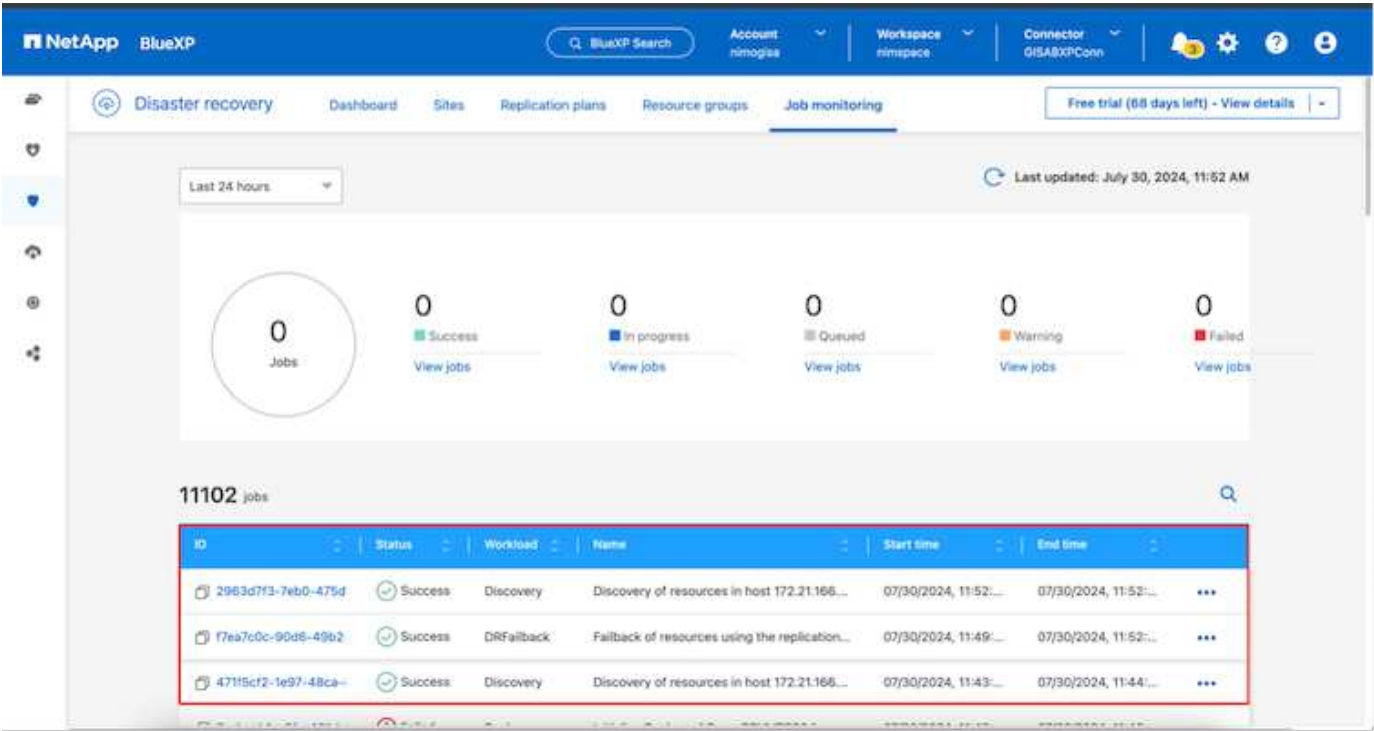 NetApp BlueXP BlueXP Search Account Workspace Connector
nimogisa nimspace GISABXPConn 3
Disaster recovery Dashboard Sites Replication plans Resource groups Job monitoring Free trial (68 days left) - View details
Last 24 hours Last updated: July 30, 2024, 11:52 AM
0 0 0 0 0 0
Jobs Success In progress Queued Warning Failed
View jobs View jobs View jobs View jobs View jobs
11102 jobs
ID Status Workload Name Start time End time
2963d7f3-7eb0-475d Success Discovery Discovery of resources in host 172.21.166.... 07/30/2024, 11:52:... 07/30/2024, 11:52:...
f7ea7c0c-90d6-49b2 Success DRFailback Failback of resources using the replication... 07/30/2024, 11:49:... 07/30/2024, 11:52:...
471f5cf2-1e97-48ca-- Success Discovery Discovery of resources in host 172.21.166.... 07/30/2024, 11:43:... 07/30/2024, 11:44:...